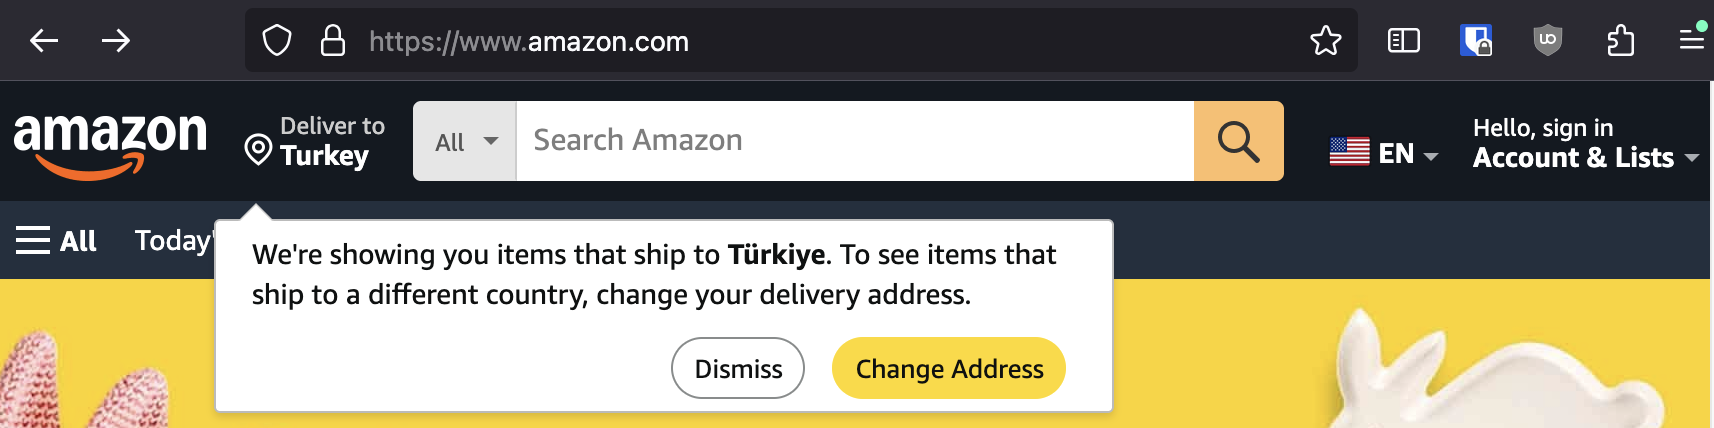 https://www.amazon.com
amazon
Deliver to
Turkey
All
Search Amazon
EN
Hello, sign in
Account & Lists
All
Today'
We're showing you items that ship to Türkiye. To see items that
ship to a different country, change your delivery address.
Dismiss
Change Address